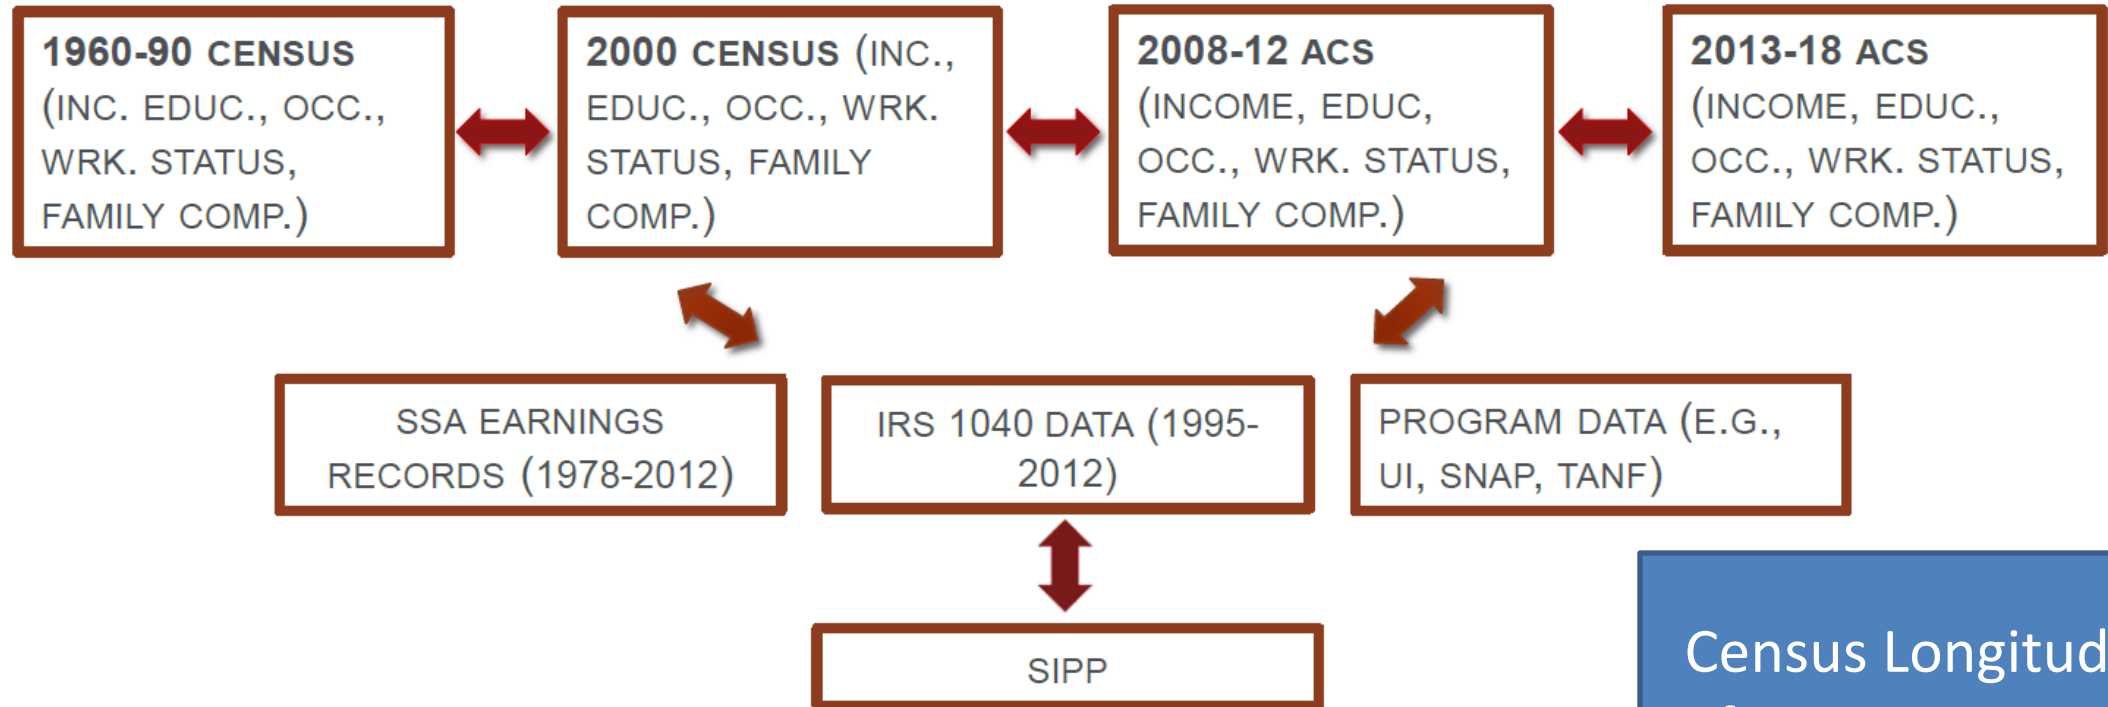 1960-90 CENSUS
(INC. EDUC., OCC.,
WRK. STATUS,
FAMILY COMP.)
2000 CENSUS (INC.,
EDUC., OCC., WRK.
STATUS, FAMILY
COMP.)
2008-12 ACS
(INCOME, EDUC,
OCC., WRK. STATUS,
FAMILY COMP.)
2013-18 ACS
(INCOME, EDUC.,
OCC., WRK. STATUS,
FAMILY COMP.)
SSA EARNINGS
RECORDS (1978-2012)
IRS 1040 DATA (1995-
2012)
PROGRAM DATA (E.G.,
UI, SNAP, TANF)
SIPP
Census Longitud